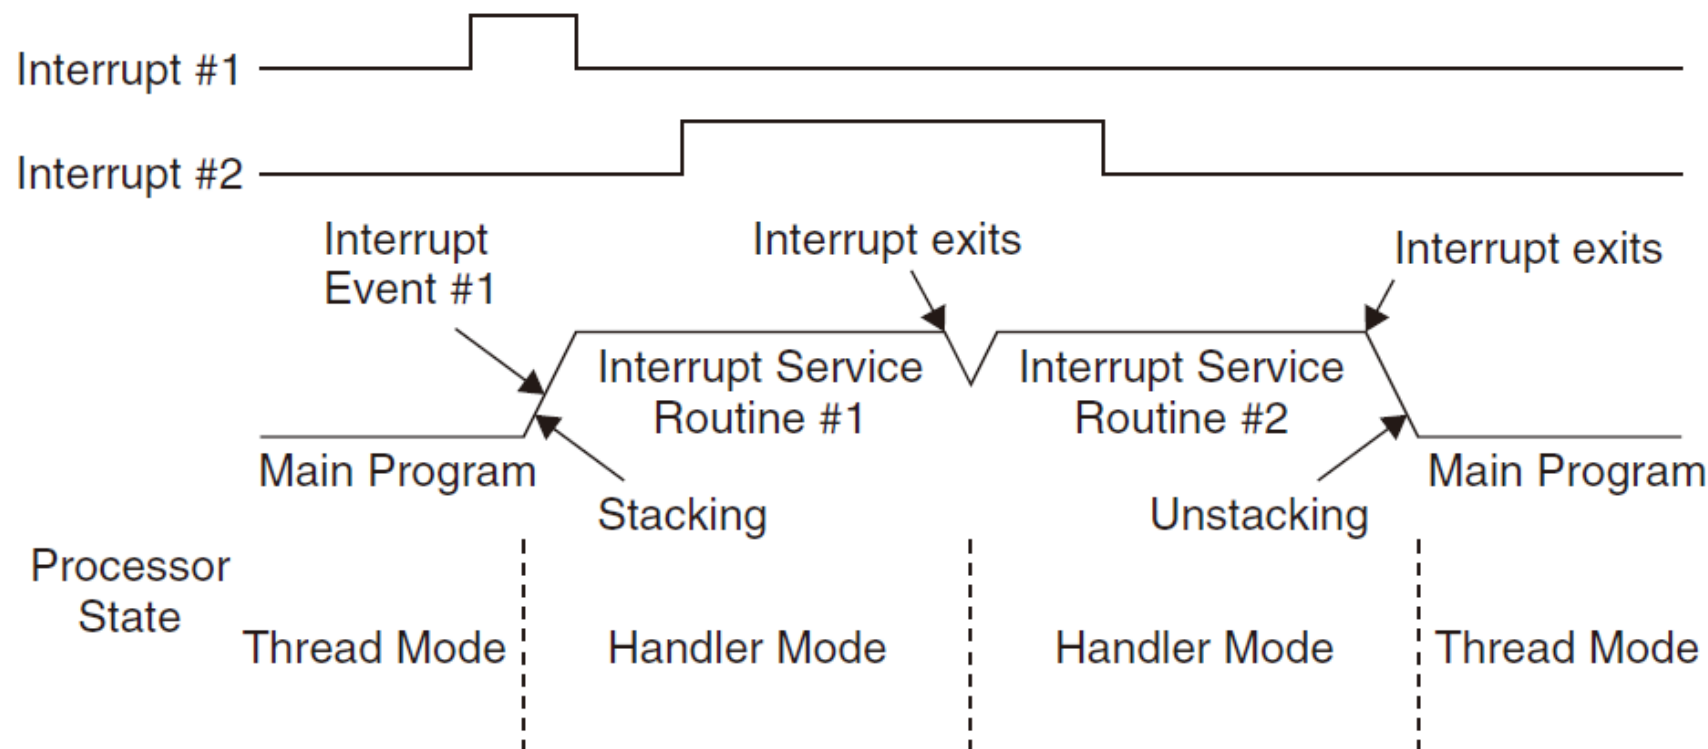 Interrupt #1
Interrupt #2
Interrupt
Event #1
Interrupt exits
Interrupt exits
Interrupt Service
Routine #1
Interrupt Service
Routine #2
Main Program
Main Program
Stacking
Unstacking
Processor
State
Thread Mode
Handler Mode
Handler Mode
Thread Mode